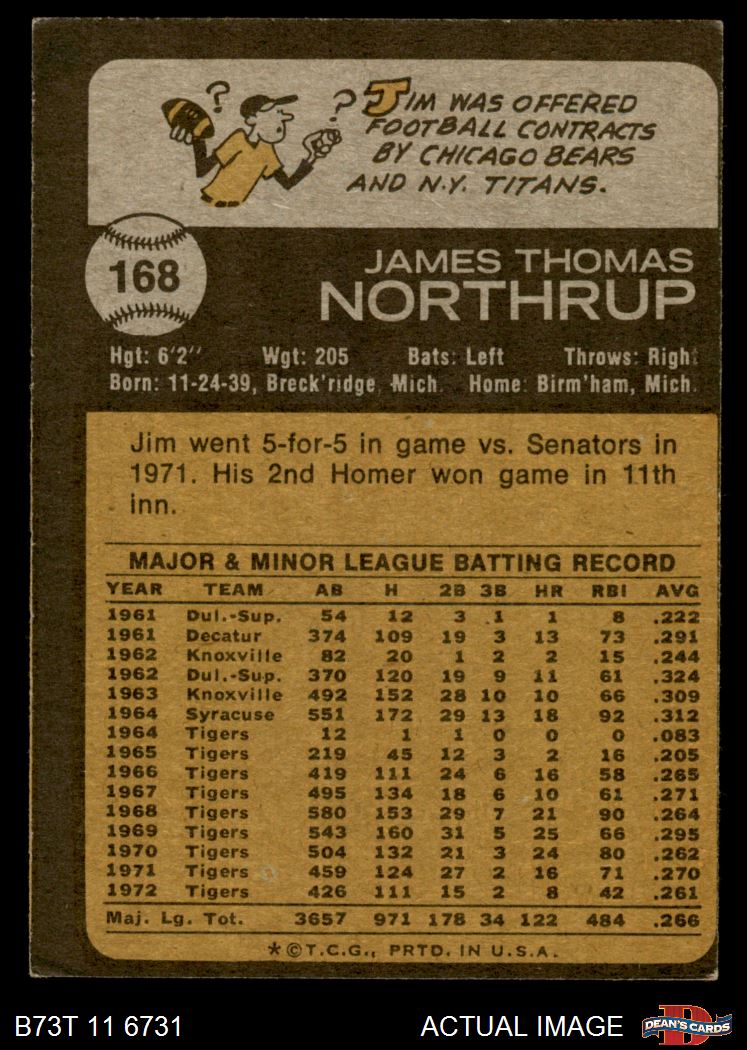 ? ? JIM WAS OFFERED
FOOTBALL CONTRACTS
BY CHICAGO BEARS
AND N.Y. TITANS.
168
JAMES THOMAS
NORTHRUP
Hgt: 6'2" Wgt: 205 Bats: Left Throws: Right
Born: 11-24-39, Breck'ridge, Mich. Home: Birm'ham, Mich.
Jim went 5-for-5 in game vs. Senators in
1971. His 2nd Homer won game in 11th
inn.
MAJOR & MINOR LEAGUE BATTING RECORD
YEAR TEAM AB H 2B 3B HR RBI AVG
1961 Dul.-Sup. 54 12 3 1 1 8 .222
1961 Decatur 374 109 19 3 13 73 .291
1962 Knoxville 82 20 1 2 2 15 .244
1962 Dul.-Sup. 370 120 19 9 11 61 .324
1963 Knoxville 492 152 28 10 10 66 .309
1964 Syracuse 551 172 29 13 18 92 .312
1964 Tigers 12 1 1 0 0 0 .083
1965 Tigers 219 45 12 3 2 16 .205
1966 Tigers 419 111 24 6 16 58 .265
1967 Tigers 495 134 18 6 10 61 .271
1968 Tigers 580 153 29 7 21 90 .264
1969 Tigers 543 160 31 5 25 66 .295
1970 Tigers 504 132 21 3 24 80 .262
1971 Tigers 459 124 27 2 16 71 .270
1972 Tigers 426 111 15 2 8 42 .261
Maj. Lg. Tot. 3657 971 178 34 122 484 .266
*©T.C.G., PRTD. IN U.S.A.
B73T 11 6731 ACTUAL IMAGE DEAN'S CARDS